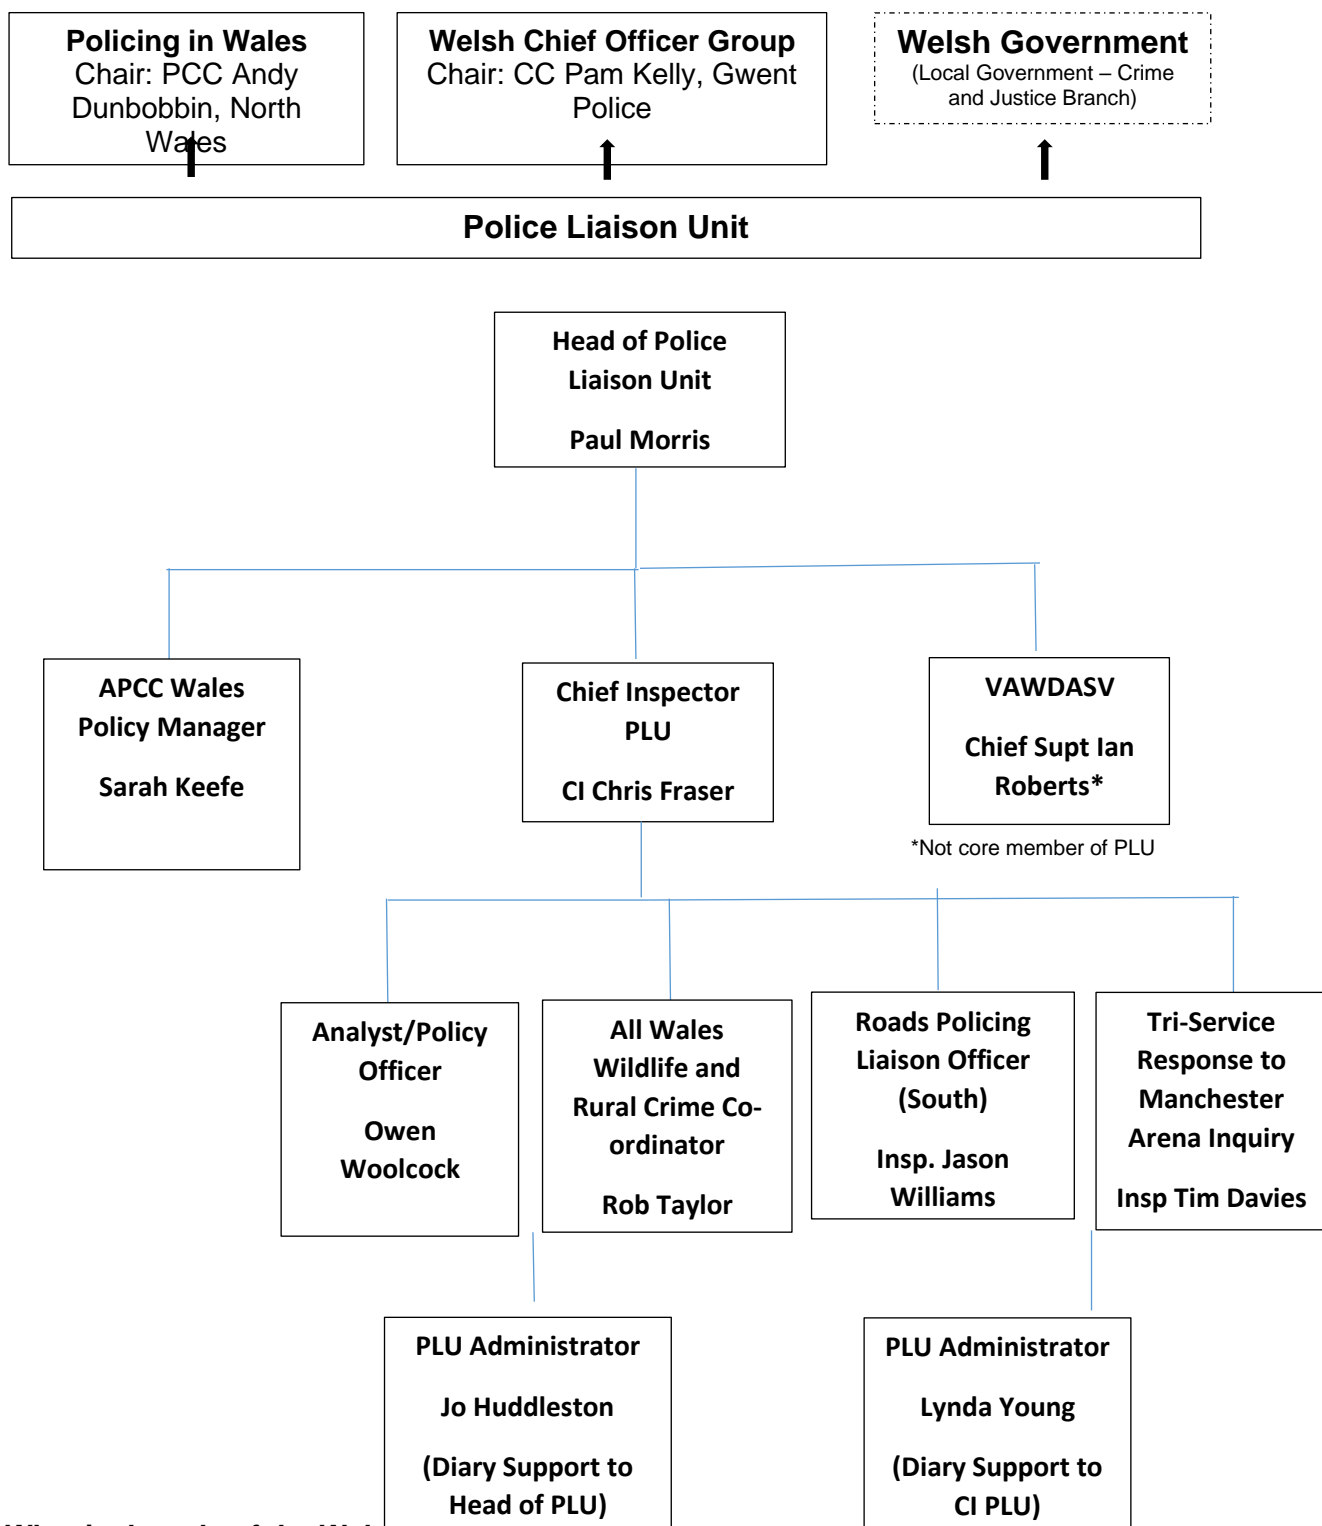 Policing in Wales
Chair: PCC Andy
Dunbobbin, North
Wales
Welsh Chief Officer Group
Chair: CC Pam Kelly, Gwent
Police
Welsh Government
(Local Government – Crime
and Justice Branch)
Police Liaison Unit
Head of Police
Liaison Unit
Paul Morris
APCC Wales
Policy Manager
Sarah Keefe
Chief Inspector
PLU
CI Chris Fraser
VAWDASV
Chief Supt Ian
Roberts*
*Not core member of PLU
Analyst/Policy
Officer
Owen
Woolcock
All Wales
Wildlife and
Rural Crime Co-
ordinator
Rob Taylor
Roads Policing
Liaison Officer
(South)
Insp. Jason
Williams
Tri-Service
Response to
Manchester
Arena Inquiry
Insp Tim Davies
PLU Administrator
Jo Huddleston
(Diary Support to
Head of PLU)
PLU Administrator
Lynda Young
(Diary Support to
CI PLU)